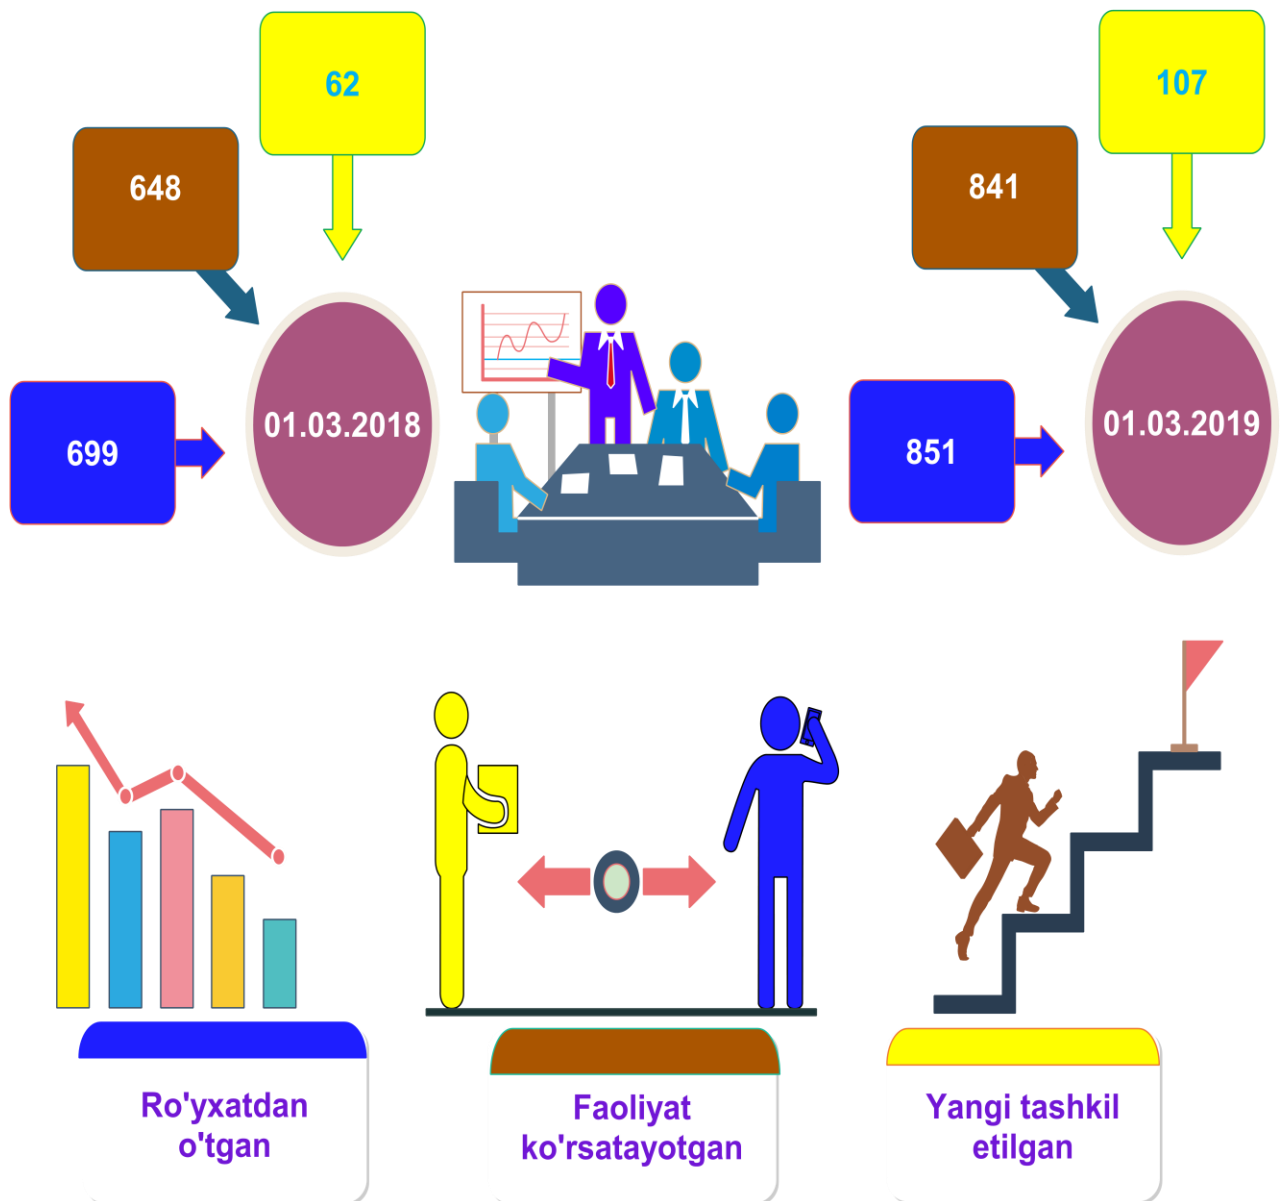 62
107
648
841
01.03.2018
01.03.2019
699
851
Ro'yxatdan
o'tgan
Faoliyat
ko'rsatayotgan
Yangi tashkil
etilgan